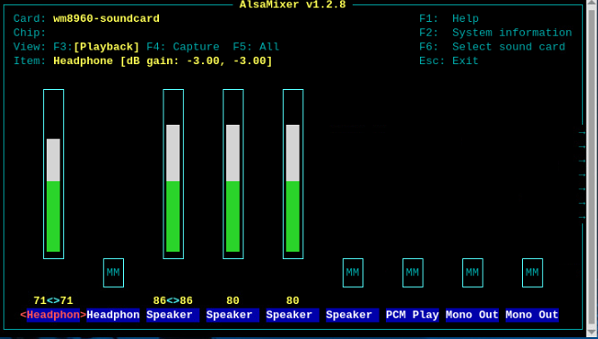 AlsaMixer v1.2.8
Card: wm8960-soundcard F1: Help
Chip: F2: System information
View: F3:[Playback] F4: Capture F5: All F6: Select sound card
Item: Headphone [dB gain: -3.00, -3.00] Esc: Exit
MM MM MM MM MM
71<>71 86<>86 80 80
<Headphon>Headphon Speaker Speaker Speaker Speaker PCM Play Mono Out Mono Out